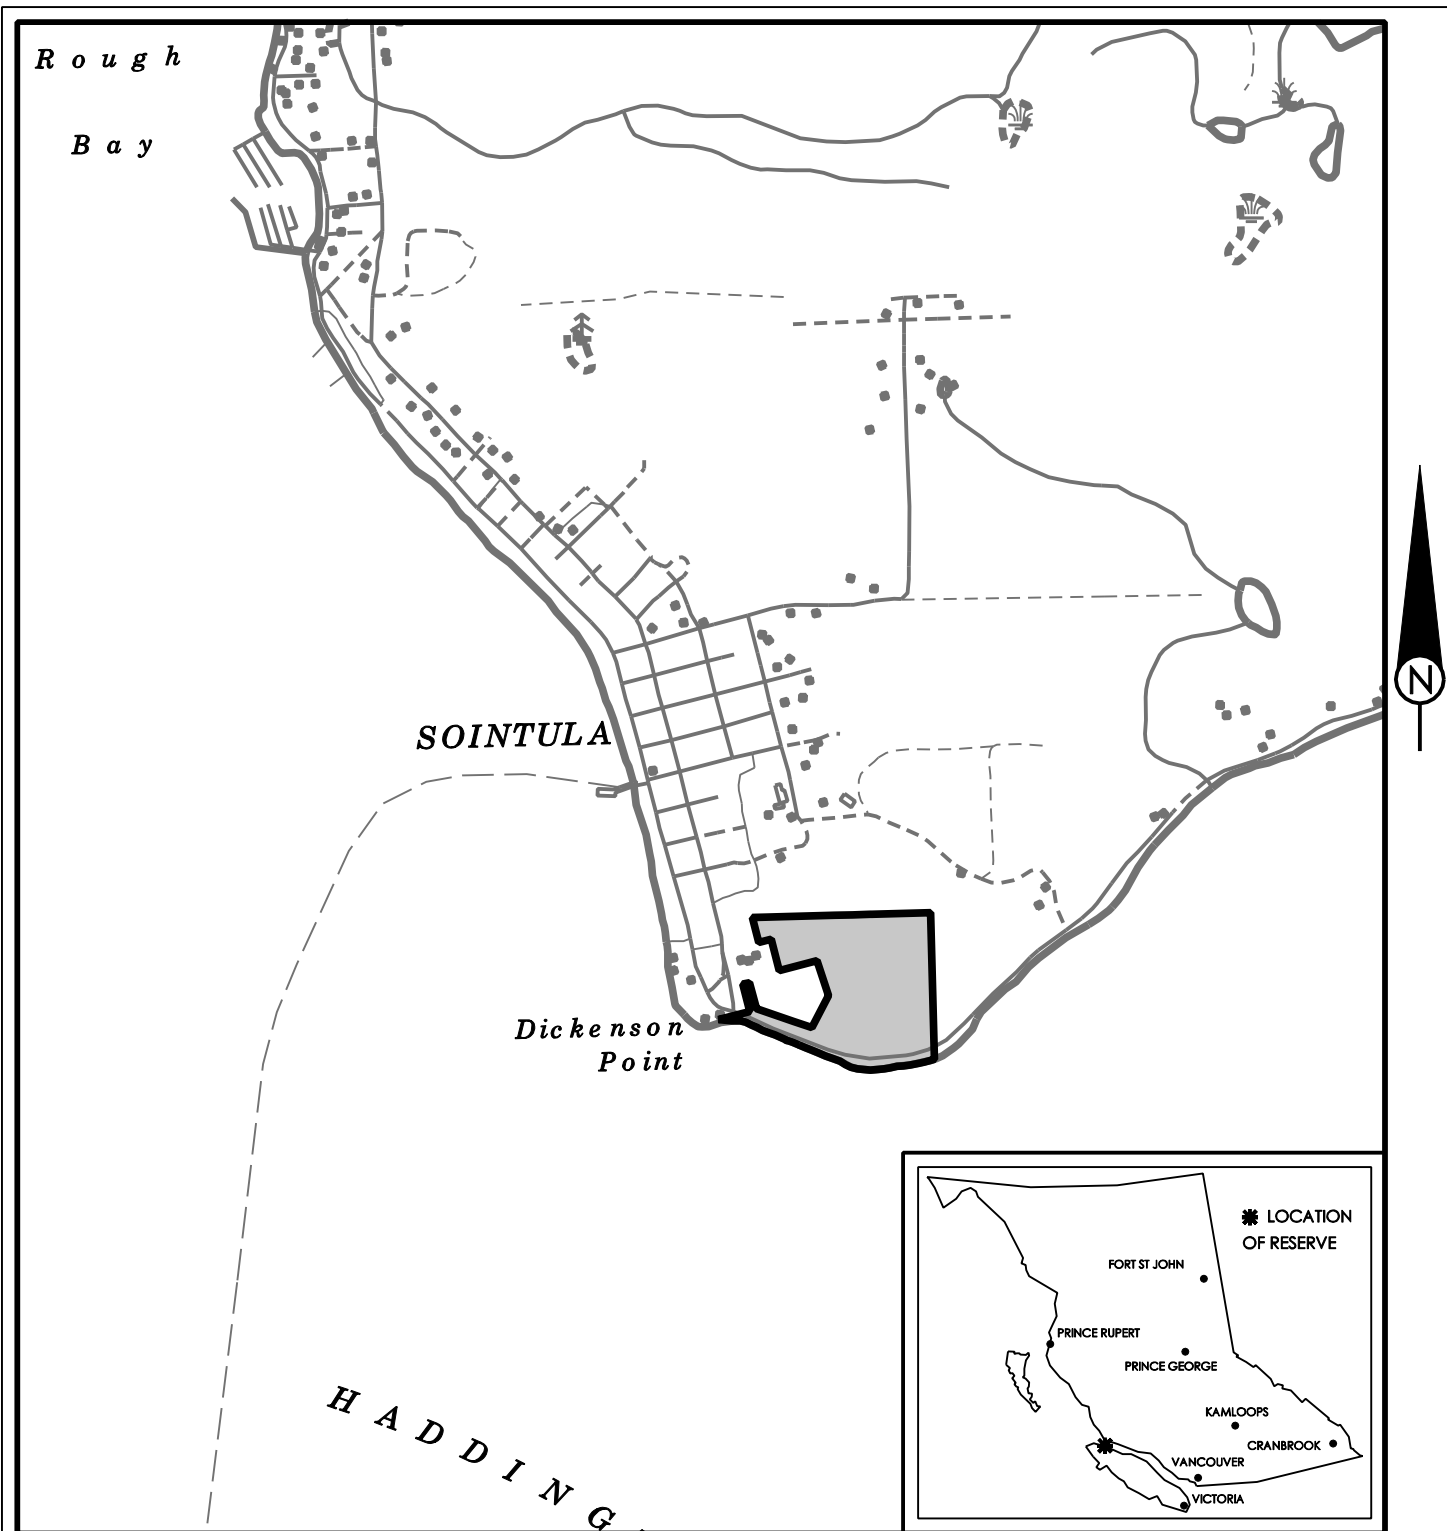 Rough
Bay
N
SOINTULA
Dickenson
Point
HADDING
LOCATION
OF RESERVE
FORT ST JOHN
PRINCE RUPERT
PRINCE GEORGE
KAMLOOPS
CRANBROOK
VANCOUVER
VICTORIA